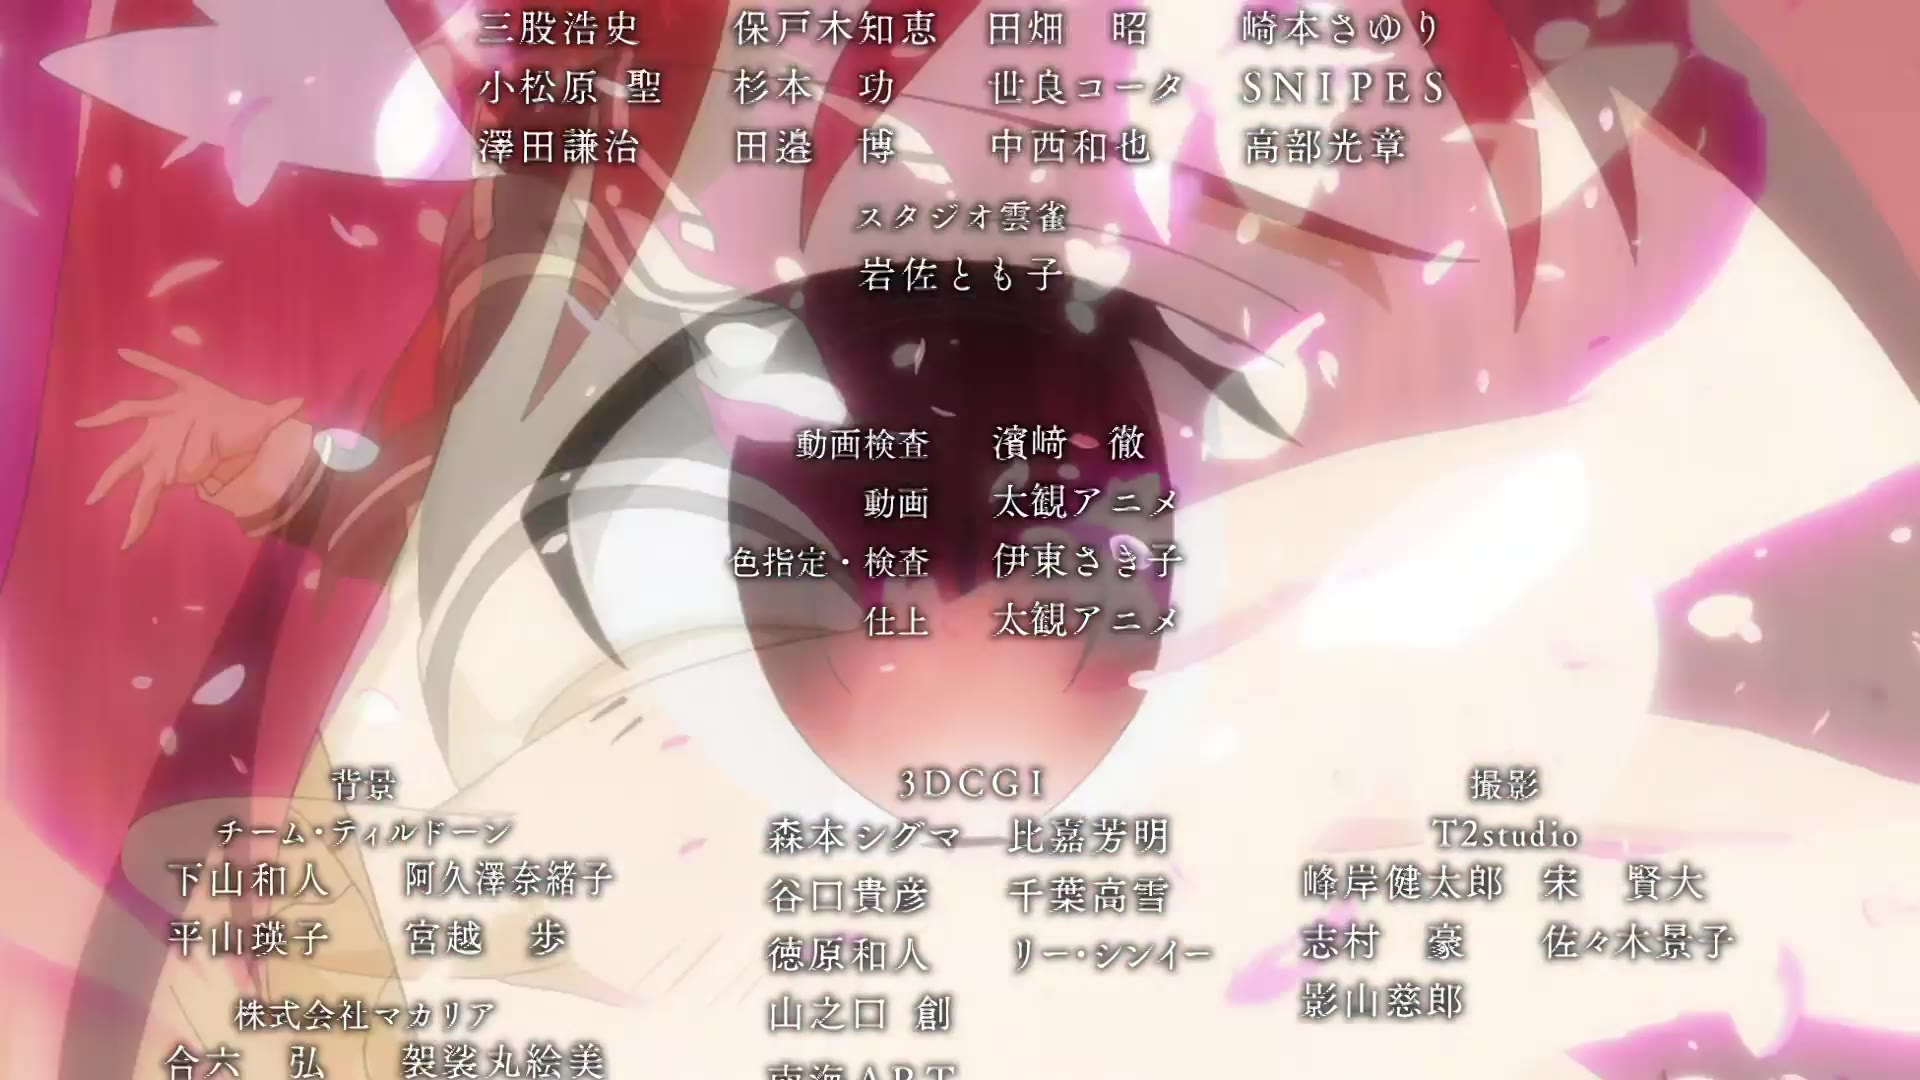 三股浩史 保戸木知恵 田畑 昭 崎本さゆり
小松原 聖 杉本 功 世良コータ SNIPES
澤田謙治 田邉 博 中西和也 高部光章
スタジオ雲雀
岩佐とも子
動画検査 濱﨑 徹
動画 太観アニメ
色指定・検査 伊東さき子
仕上 太観アニメ
背景
チーム・ティルドーン
下山和人 阿久澤奈緒子
平山瑛子 宮越 歩
株式会社マカリア
合六 弘 袈裟丸絵美
3DCGI
森本シグマ 比嘉芳明
谷口貴彦 千葉高雪
徳原和人 リー・シンイー
山之口 創
南海ART
撮影
T2studio
峰岸健太郎 宋 賢大
志村 豪 佐々木景子
影山慈郎